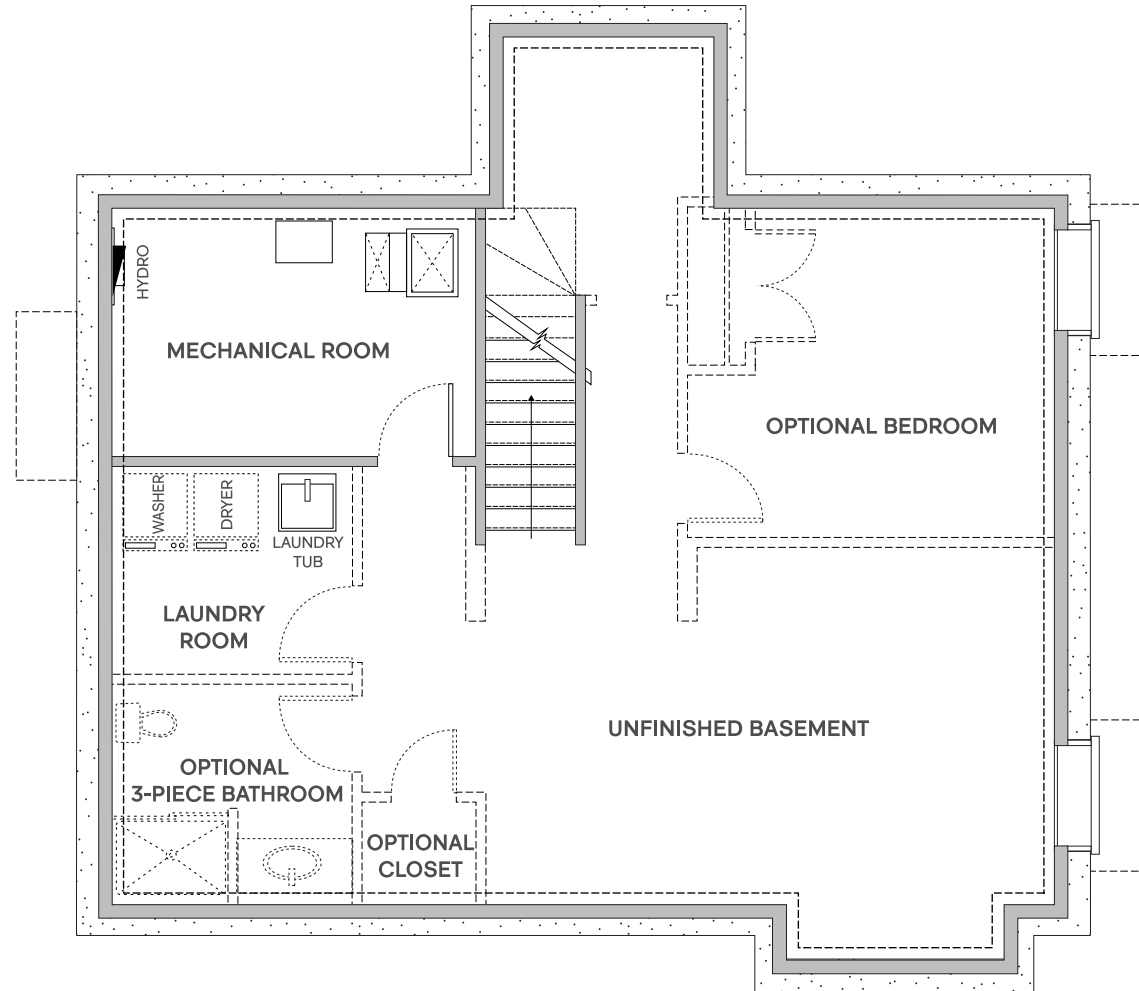 HYDRO
MECHANICAL ROOM
OPTIONAL BEDROOM
WASHER
DRYER
LAUNDRY
TUB
LAUNDRY
ROOM
UNFINISHED BASEMENT
OPTIONAL
3-PIECE BATHROOM
OPTIONAL
CLOSET